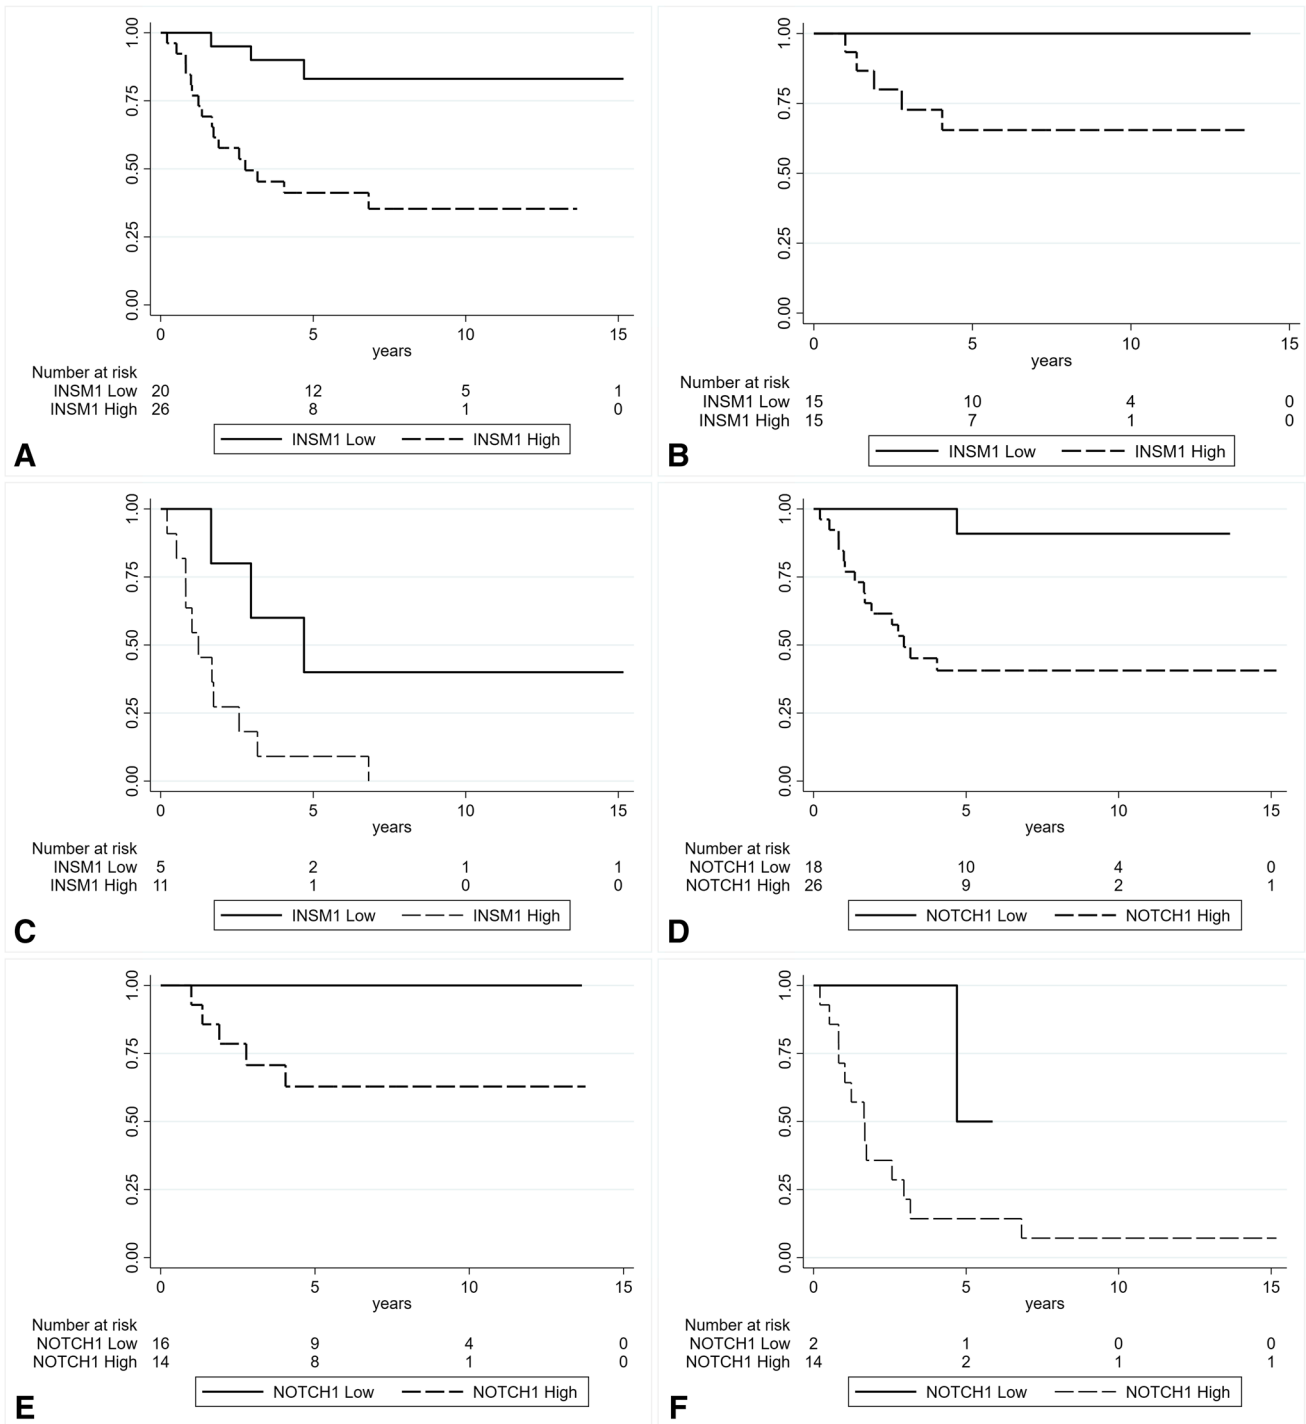 1.00
0.75
0.50
0.25
0.00
0 5 10 15
years
Number at risk
INSM1 Low 20 12 5 1
INSM1 High 26 8 1 0
INSM1 Low INSM1 High
A
1.00
0.75
0.50
0.25
0.00
0 5 10 15
years
Number at risk
INSM1 Low 15 10 4 0
INSM1 High 15 7 1 0
INSM1 Low INSM1 High
B
1.00
0.75
0.50
0.25
0.00
0 5 10 15
years
Number at risk
INSM1 Low 5 2 1 1
INSM1 High 11 1 0 0
INSM1 Low INSM1 High
C
1.00
0.75
0.50
0.25
0.00
0 5 10 15
years
Number at risk
NOTCH1 Low 18 10 4 0
NOTCH1 High 26 9 2 1
NOTCH1 Low NOTCH1 High
D
1.00
0.75
0.50
0.25
0.00
0 5 10 15
years
Number at risk
NOTCH1 Low 16 9 4 0
NOTCH1 High 14 8 1 0
NOTCH1 Low NOTCH1 High
E
1.00
0.75
0.50
0.25
0.00
0 5 10 15
years
Number at risk
NOTCH1 Low 2 1 0 0
NOTCH1 High 14 2 1 1
NOTCH1 Low NOTCH1 High
F